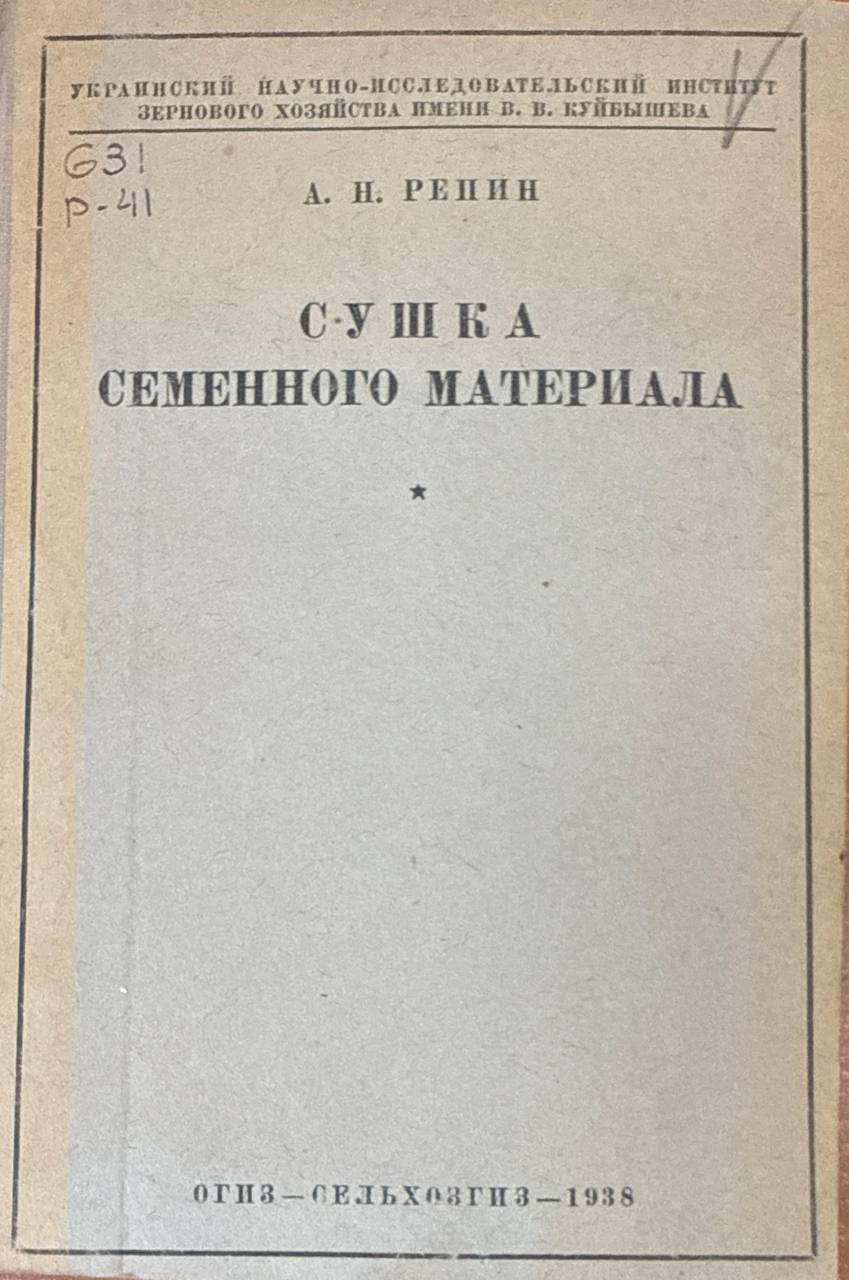 УКРАИНСКИЙ НАУЧНО-ИССЛЕДОВАТЕЛЬСКИЙ ИНСТИТУТ
ЗЕРНОВОГО ХОЗЯЙСТВА ИМЕНИ В. В. КУЙБЫШЕВА
631
Р-41
А. Н. РЕПИН
СУШКА
СЕМЕННОГО МАТЕРИАЛА
ОГИЗ—СЕЛЬХОЗГИЗ—1938